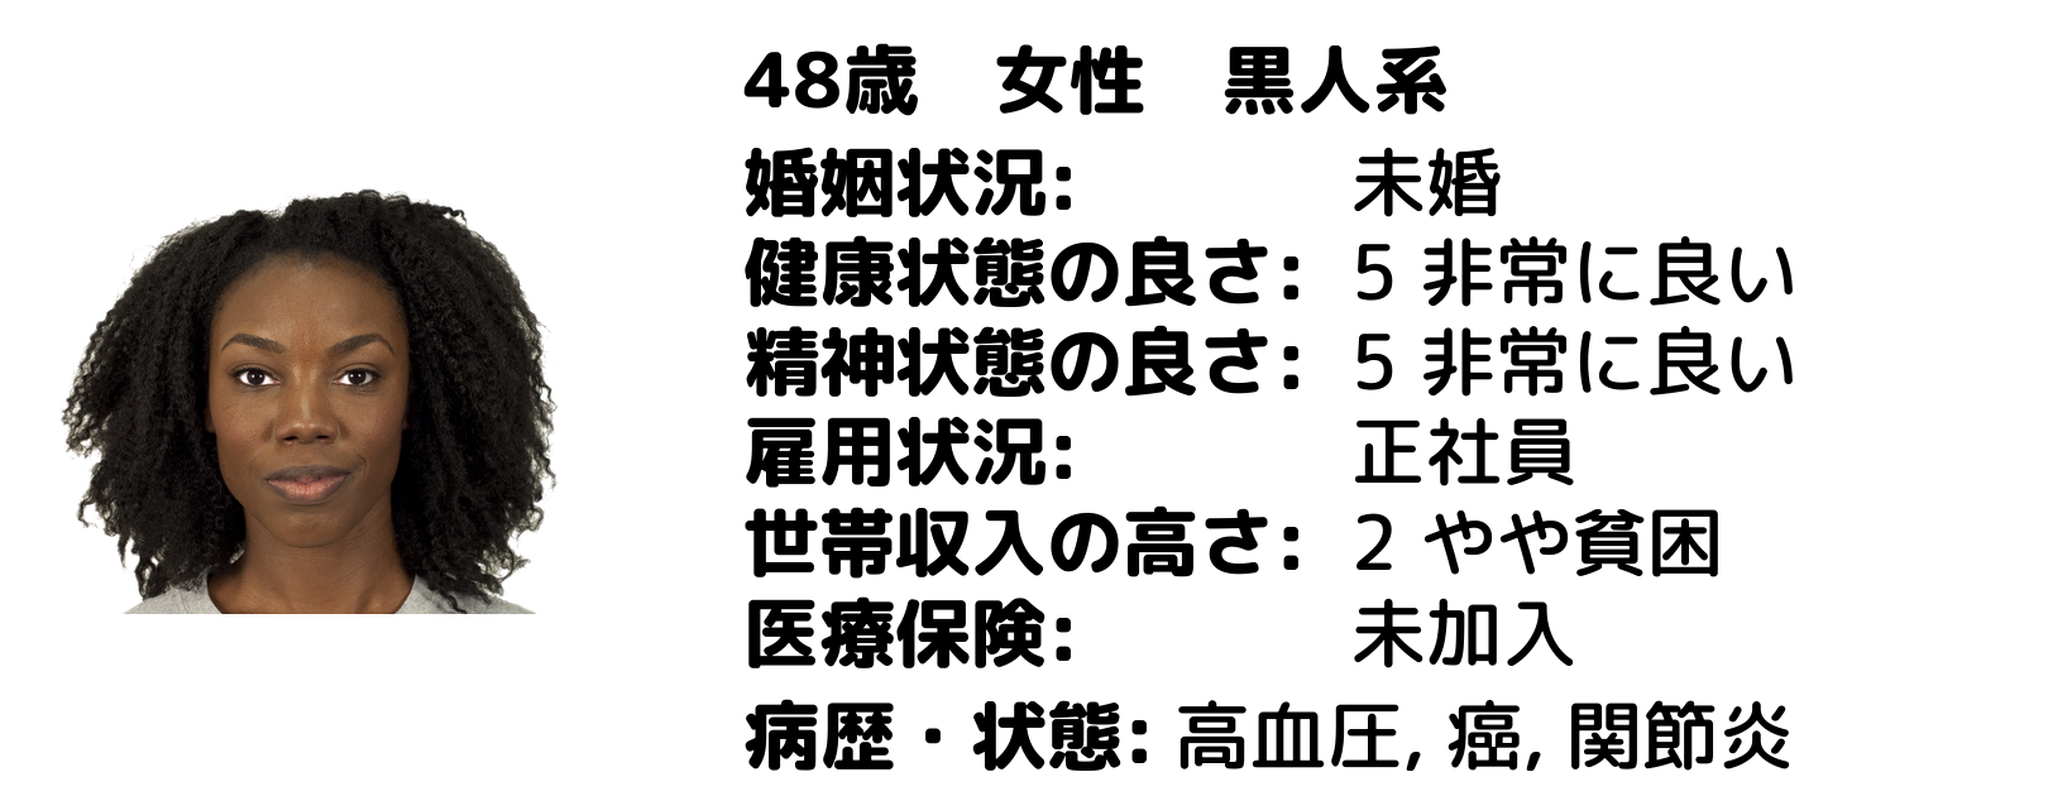 48歳　女性　黒人系
婚姻状況: 未婚
健康状態の良さ: 5 非常に良い
精神状態の良さ: 5 非常に良い
雇用状況: 正社員
世帯収入の高さ: 2 やや貧困
医療保険: 未加入
病歴・状態: 高血圧, 癌, 関節炎